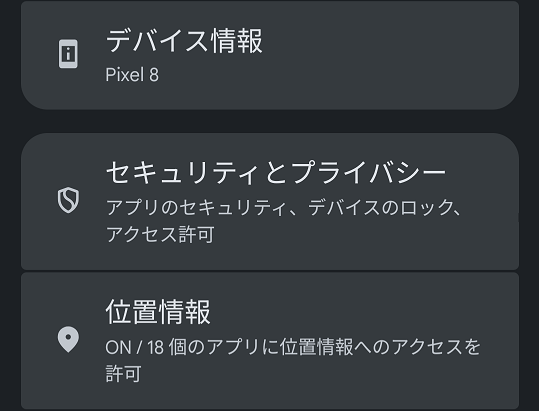 デバイス情報
Pixel 8
セキュリティとプライバシー
アプリのセキュリティ、デバイスのロック、
アクセス許可
位置情報
ON / 18 個のアプリに位置情報へのアクセスを
許可